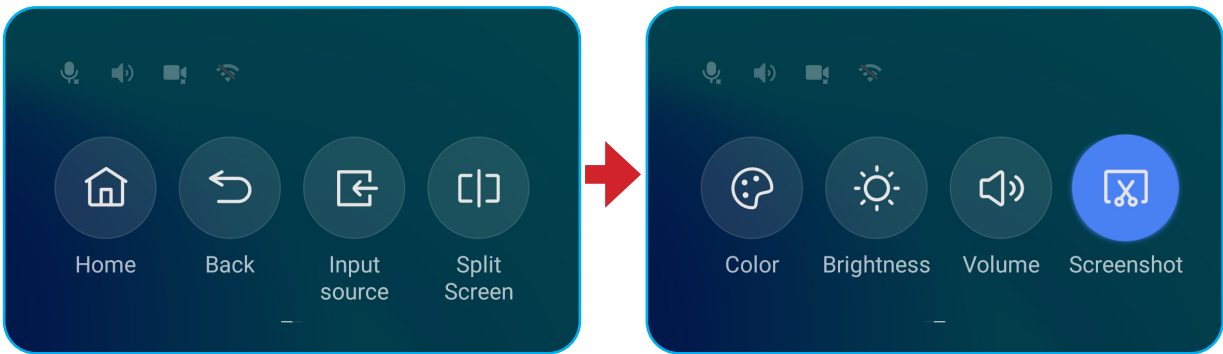 Home
Back
Input
source
Split
Screen
Color
Brightness
Volume
Screenshot